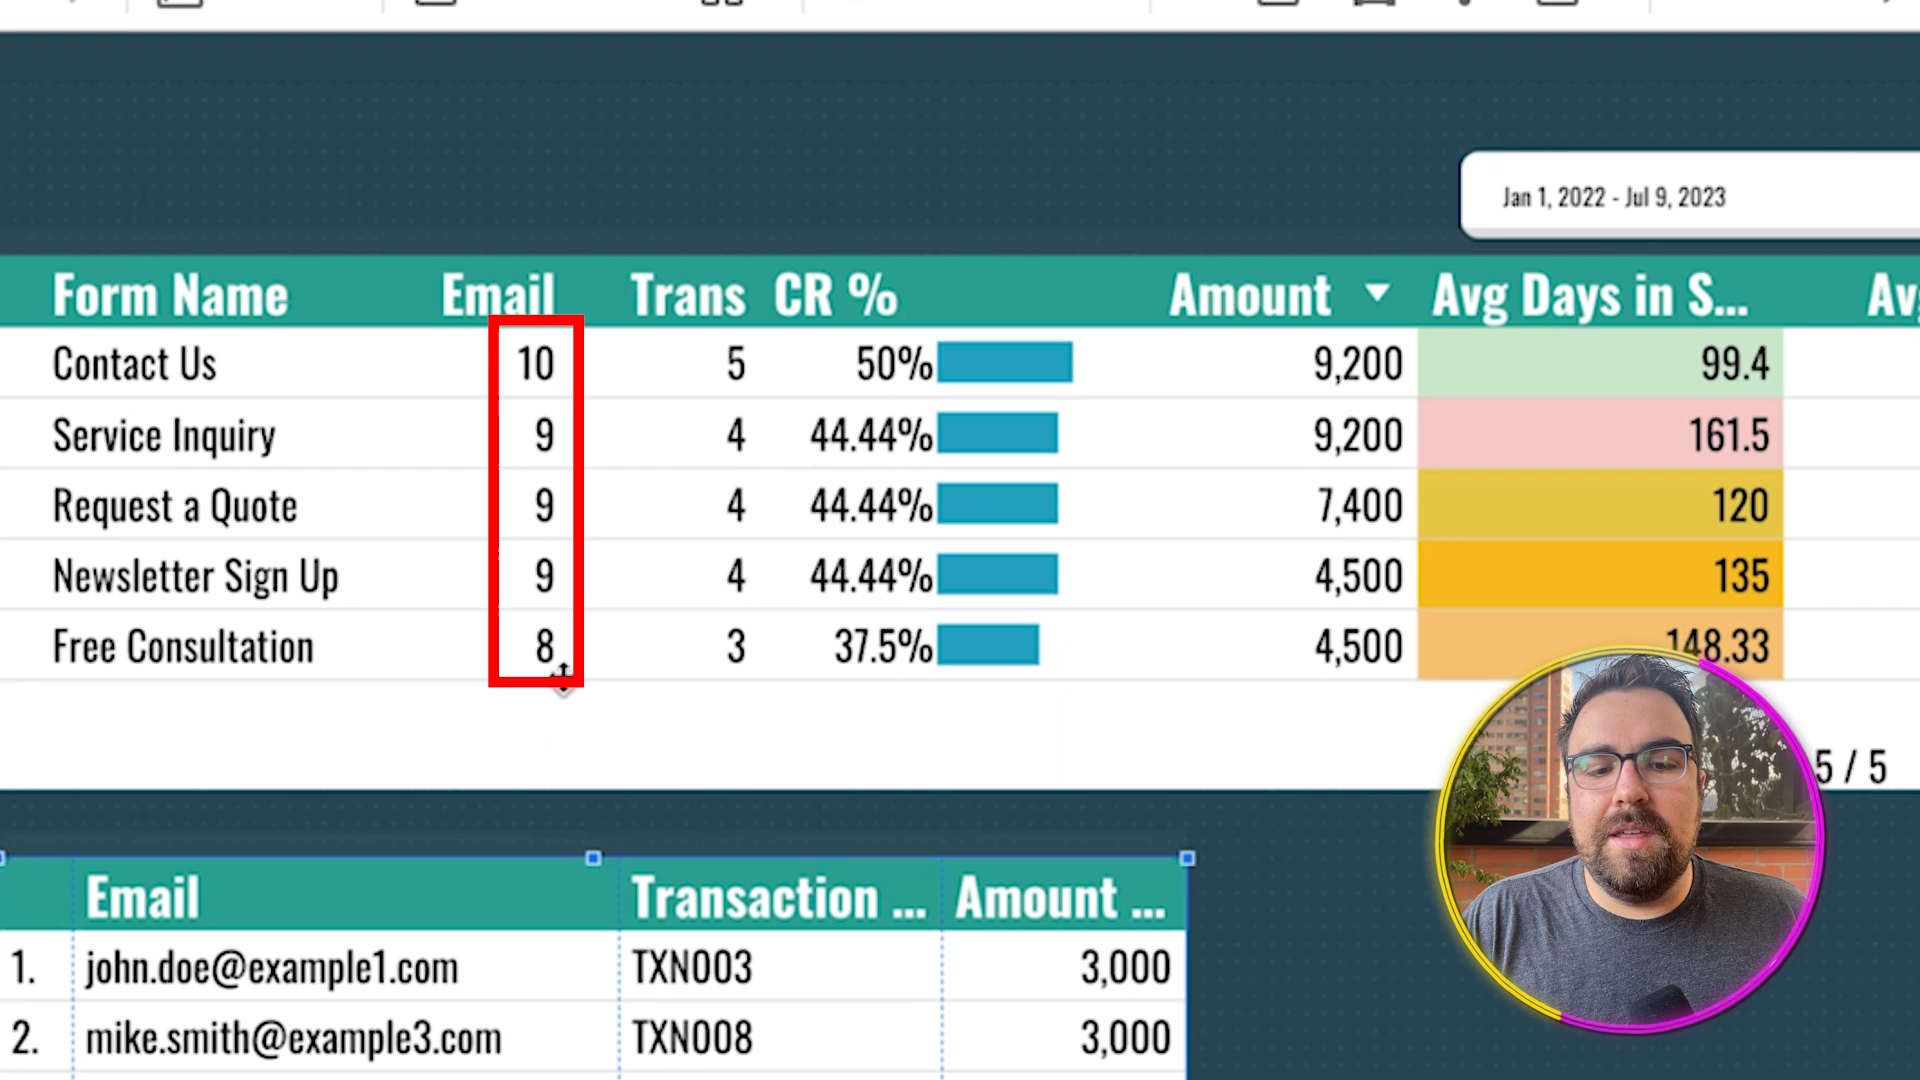 Jan 1, 2022 - Jul 9, 2023
Form Name Email Trans CR % Amount Avg Days in S... Av
Contact Us 10 5 50% 9,200 99.4
Service Inquiry 9 4 44.44% 9,200 161.5
Request a Quote 9 4 44.44% 7,400 120
Newsletter Sign Up 9 4 44.44% 4,500 135
Free Consultation 8 3 37.5% 4,500 148.33
5 / 5
Email Transaction ... Amount ...
1. john.doe@example1.com TXN003 3,000
2. mike.smith@example3.com TXN008 3,000